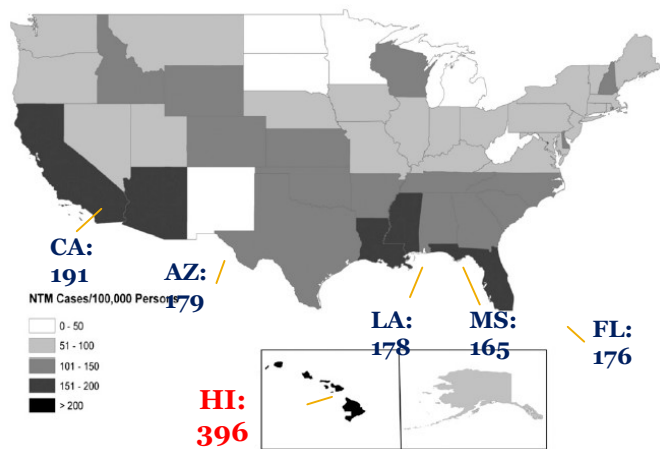 CA:
191
AZ:
179
NTM Cases/100,000 Persons
0 - 50
51 - 100
101 - 150
151 - 200
> 200
LA:
178
MS:
165
FL:
176
HI:
396